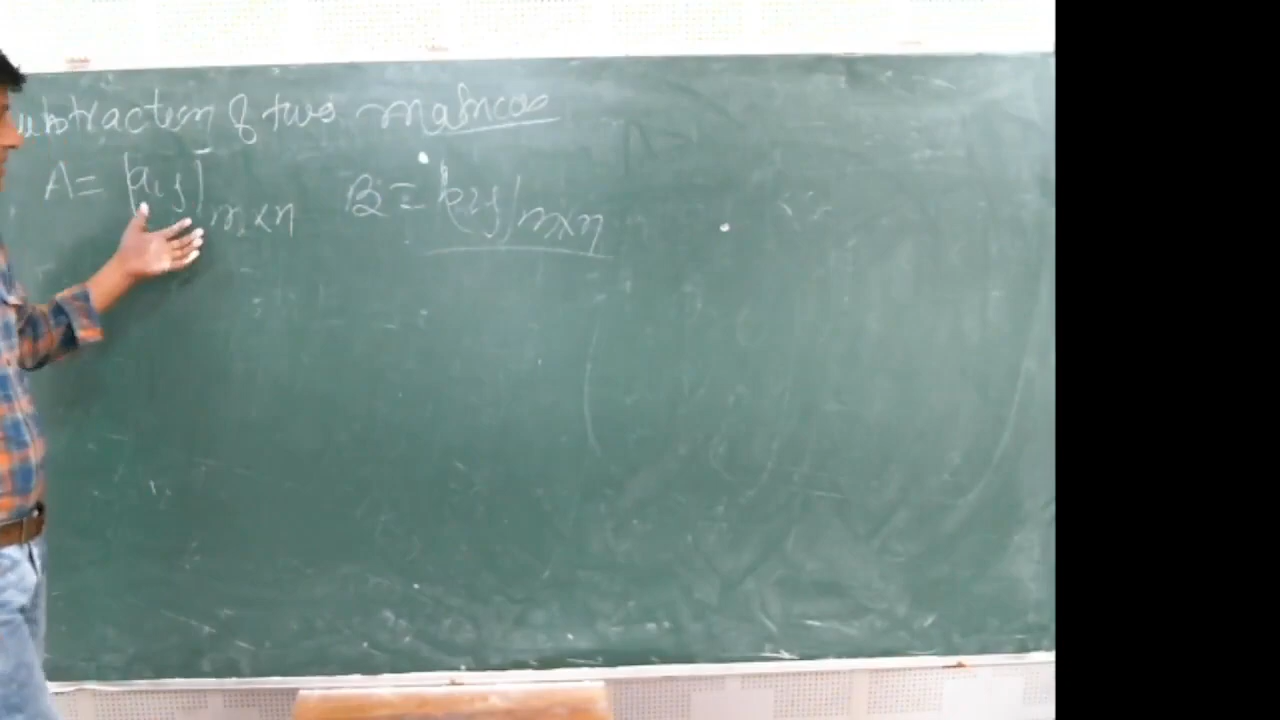 ubtraction of two matrices
A = [aij]m×n B = [bij]m×n